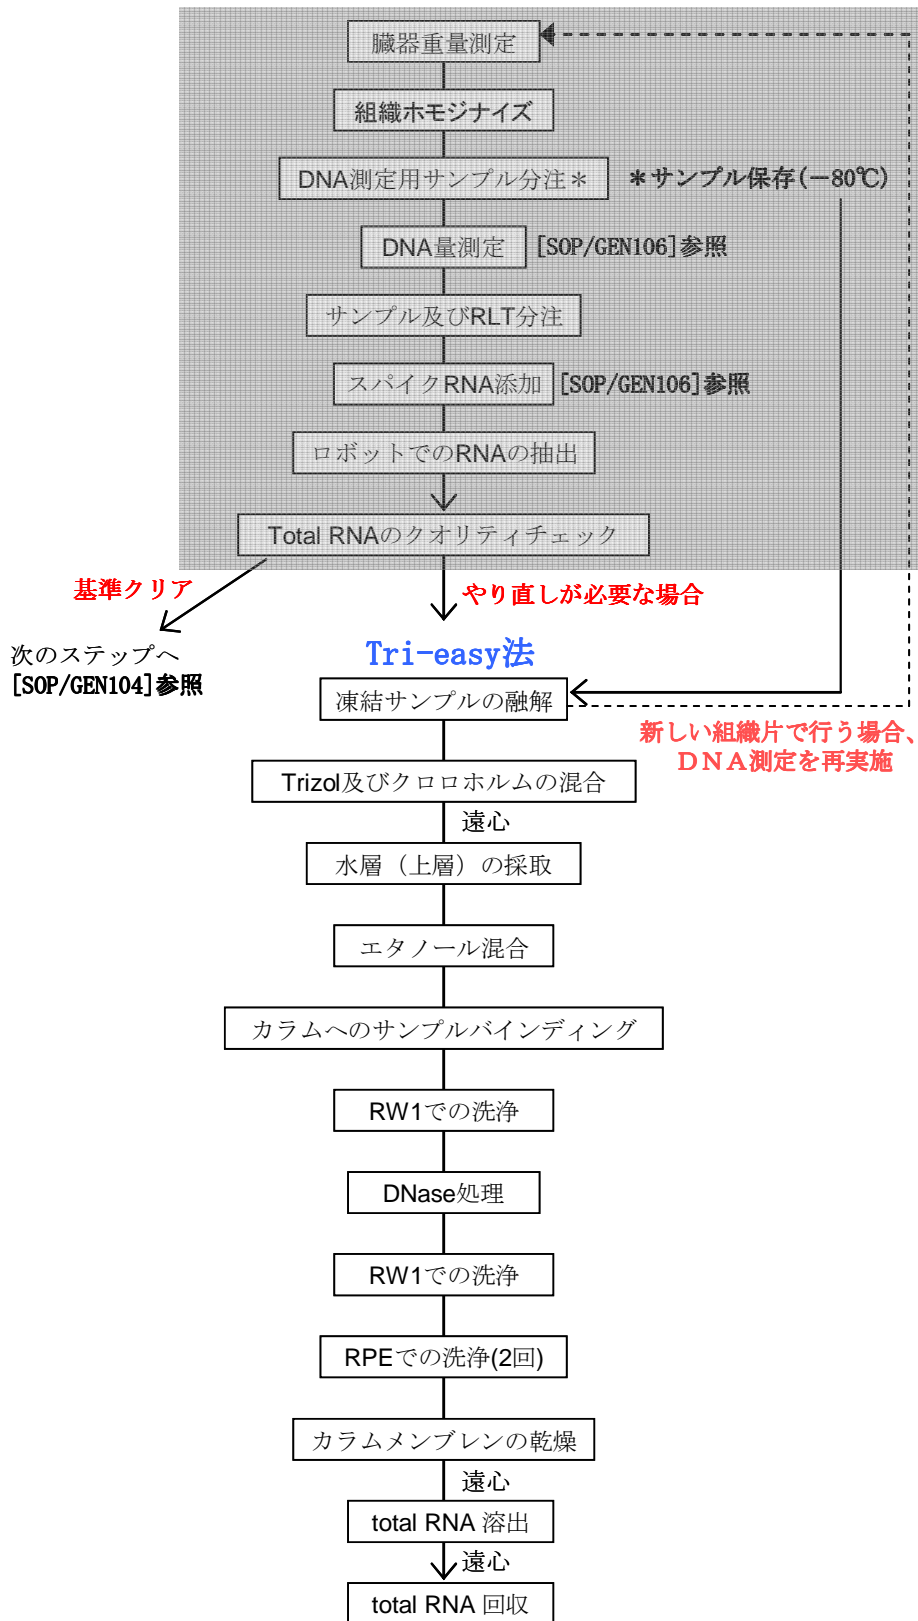 臓器重量測定
組織ホモジナイズ
DNA測定用サンプル分注＊ ＊サンプル保存(－80℃)
DNA量測定 [SOP/GEN106]参照
サンプル及びRLT分注
スパイクRNA添加 [SOP/GEN106]参照
ロボットでのRNAの抽出
Total RNAのクオリティチェック
基準クリア
やり直しが必要な場合
次のステップへ
[SOP/GEN104]参照
Tri-easy法
凍結サンプルの融解
新しい組織片で行う場合、
ＤＮＡ測定を再実施
Trizol及びクロロホルムの混合
遠心
水層（上層）の採取
エタノール混合
カラムへのサンプルバインディング
RW1での洗浄
DNase処理
RW1での洗浄
RPEでの洗浄(2回)
カラムメンブレンの乾燥
遠心
total RNA 溶出
遠心
total RNA 回収